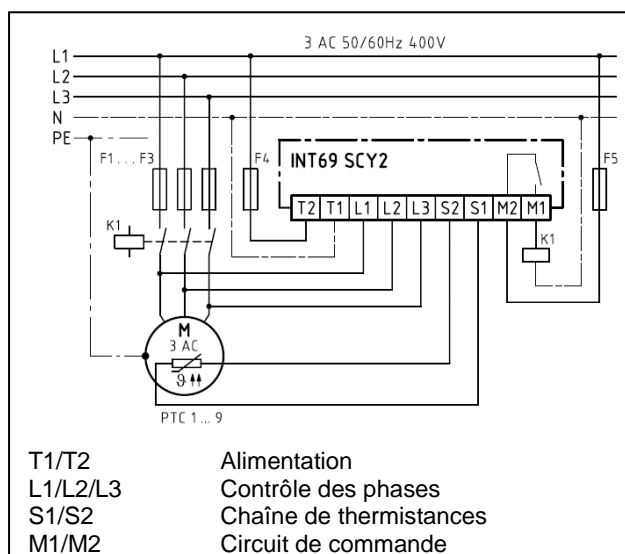 3 AC 50/60Hz 400V
L1
L2
L3
N
PE
F1...F3
F4
INT69 SCY2
F5
T2 T1 L1 L2 L3 S2 S1 M2 M1
K1
K1
M
3 AC
ϑ
PTC 1...9
T1/T2 Alimentation
L1/L2/L3 Contrôle des phases
S1/S2 Chaîne de thermistances
M1/M2 Circuit de commande